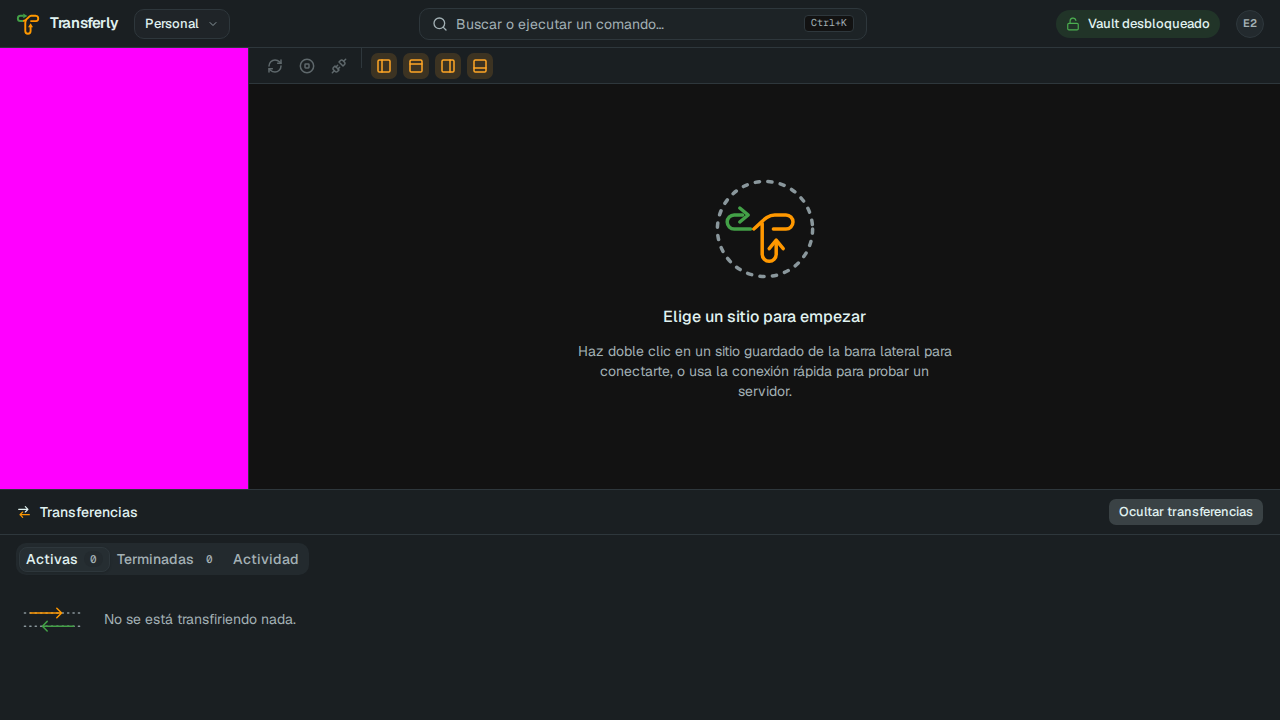 Transferly
Personal
Buscar o ejecutar un comando...
Ctrl+K
Vault desbloqueado
E2
Elige un sitio para empezar
Haz doble clic en un sitio guardado de la barra lateral para
conectarte, o usa la conexión rápida para probar un
servidor.
Transferencias
Ocultar transferencias
Activas 0
Terminadas 0
Actividad
No se está transfiriendo nada.